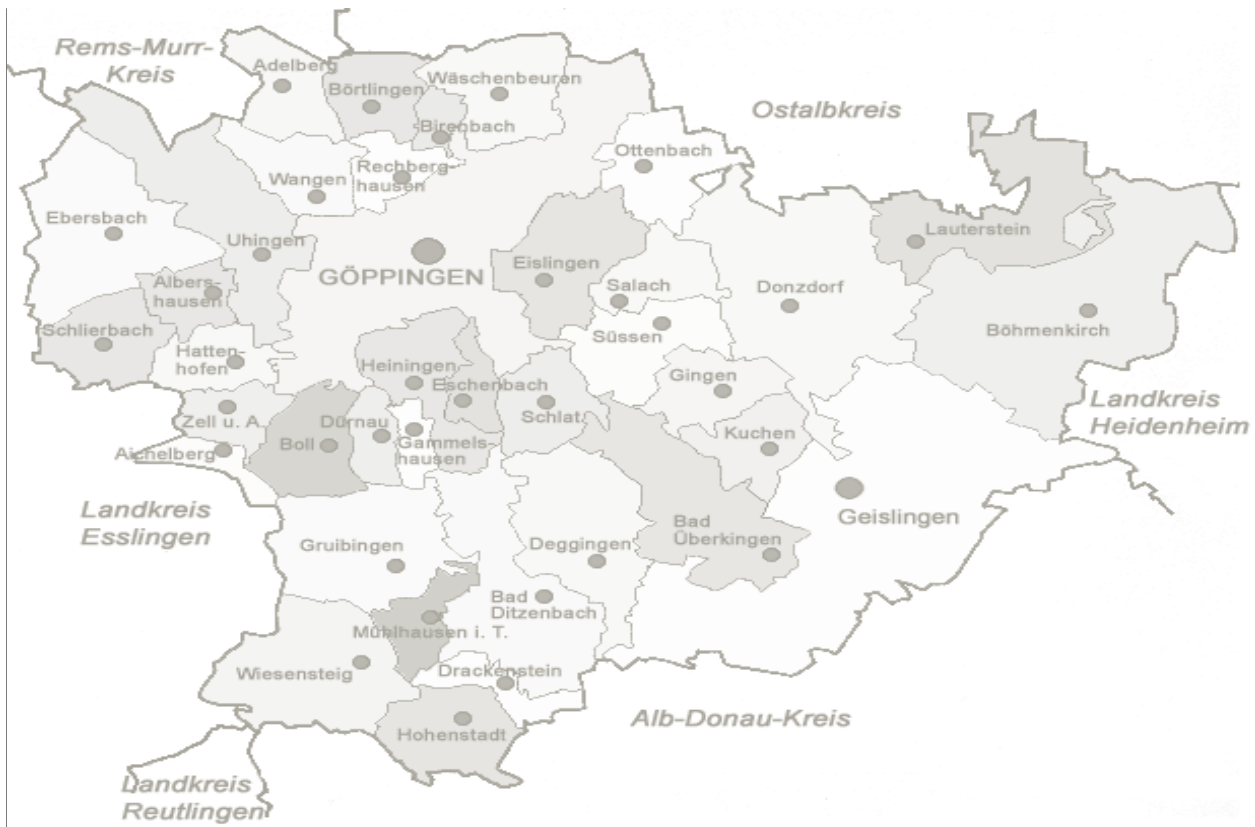 Rems-Murr-
Kreis
Adelberg
Börtlingen
Wäschenbeuren
Birenbach
Ostalbkreis
Ottenbach
Rechberg-
hausen
Wangen
Ebersbach
Uhingen
Lauterstein
GÖPPINGEN
Eislingen
Albers-
hausen
Salach
Donzdorf
Schlierbach
Süssen
Böhmenkirch
Hatten-
hofen
Heiningen
Eschenbach
Gingen
Landkreis
Heidenheim
Zell u. A.
Dürnau
Schlat
Boll
Gammels-
hausen
Kuchen
Aichelberg
Landkreis
Esslingen
Geislingen
Gruibingen
Deggingen
Bad
Überkingen
Bad
Ditzenbach
Mühlhausen i. T.
Wiesensteig
Drackenstein
Alb-Donau-Kreis
Hohenstadt
Landkreis
Reutlingen